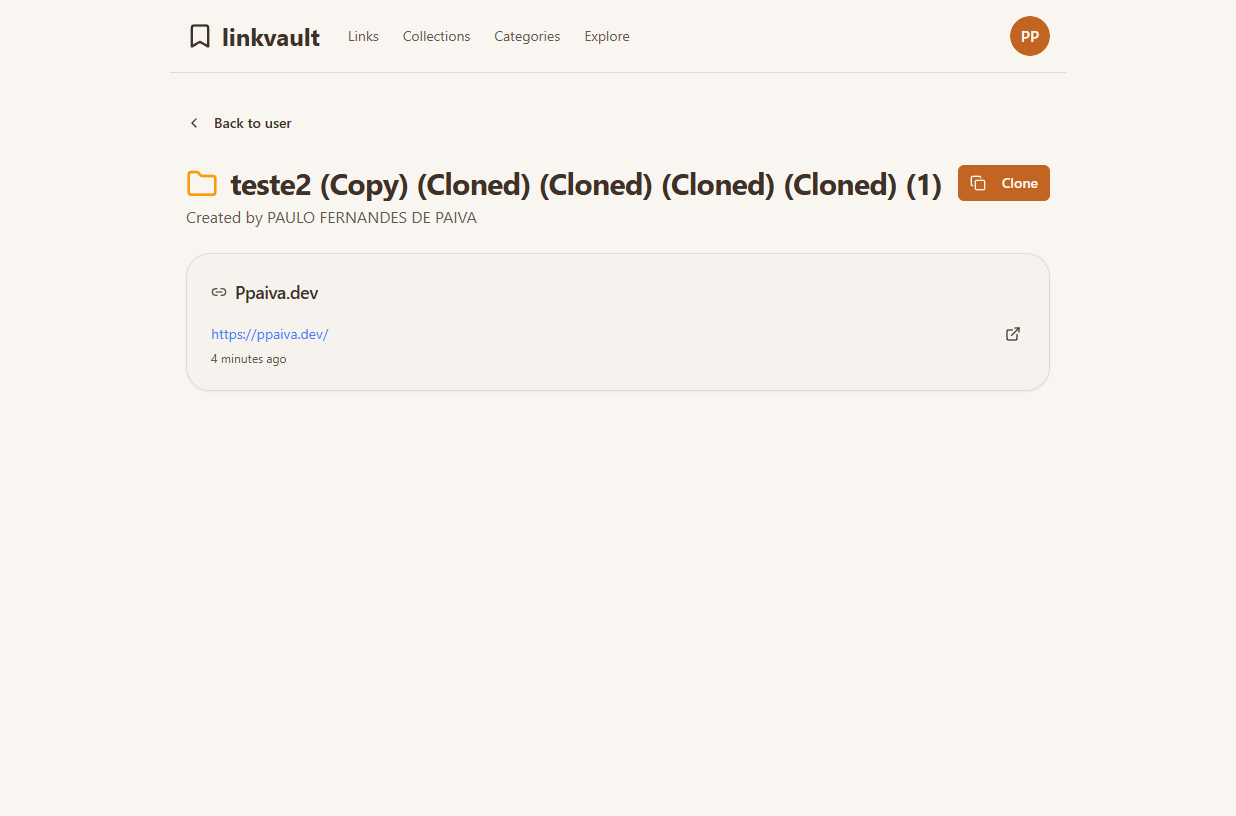 linkvault Links Collections Categories Explore PP
Back to user
teste2 (Copy) (Cloned) (Cloned) (Cloned) (Cloned) (1) Clone
Created by PAULO FERNANDES DE PAIVA
Ppaiva.dev
https://ppaiva.dev/
4 minutes ago